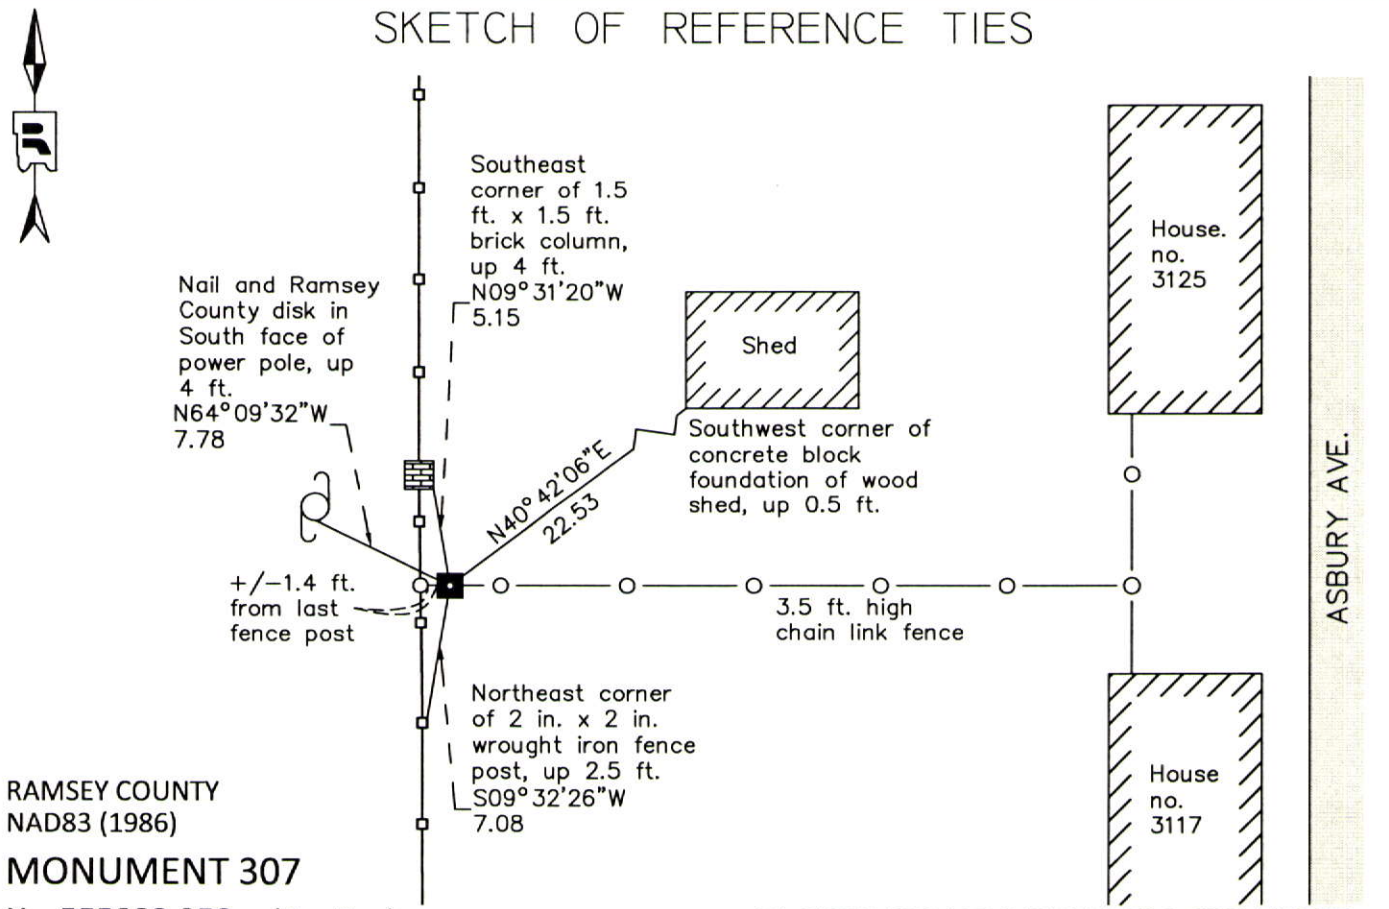 SKETCH OF REFERENCE TIES
Southeast
corner of 1.5
ft. x 1.5 ft.
brick column,
up 4 ft.
N09°31'20"W
5.15
Nail and Ramsey
County disk in
South face of
power pole, up
4 ft.
N64°09'32"W
7.78
House.
no.
3125
Shed
Southwest corner of
concrete block
foundation of wood
shed, up 0.5 ft.
N40°42'06"E
22.53
ASBURY AVE.
+/-1.4 ft.
from last
fence post
3.5 ft. high
chain link fence
Northeast corner
of 2 in. x 2 in.
wrought iron fence
post, up 2.5 ft.
S09°32'26"W
7.08
House
no.
3117
RAMSEY COUNTY
NAD83 (1986)
MONUMENT 307